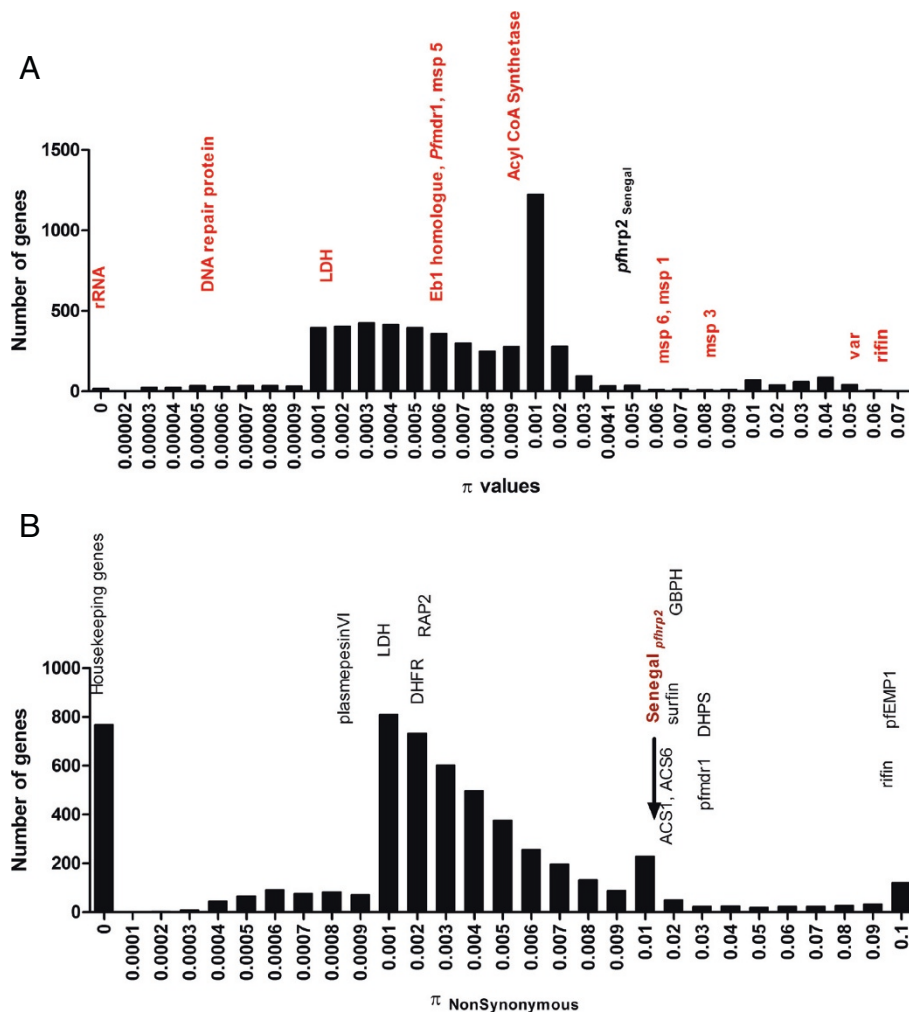 A
Number of genes
1500
1000
500
0
rRNA
DNA repair protein
LDH
Eb1 homologue, Pfmdr1, msp 5
Acyl CoA Synthetase
pfhrp2 Senegal
msp 6, msp 1
msp 3
var
rifin
0
0.00002
0.00003
0.00004
0.00005
0.00006
0.00007
0.00008
0.00009
0.0001
0.0002
0.0003
0.0004
0.0005
0.0006
0.0007
0.0008
0.0009
0.001
0.002
0.003
0.0041
0.005
0.006
0.007
0.008
0.009
0.01
0.02
0.03
0.04
0.05
0.06
0.07
π values
B
Number of genes
1000
800
600
400
200
0
Housekeeping genes
plasmepesinVI
LDH
DHFR
RAP2
Senegal pfhrp2
ACS1, ACS6
surfin
GBPH
pfmdr1
DHPS
rifin
pfEMP1
0
0.0001
0.0002
0.0003
0.0004
0.0005
0.0006
0.0007
0.0008
0.0009
0.001
0.002
0.003
0.004
0.005
0.006
0.007
0.008
0.009
0.01
0.02
0.03
0.04
0.05
0.06
0.07
0.08
0.09
0.1
π NonSynonymous